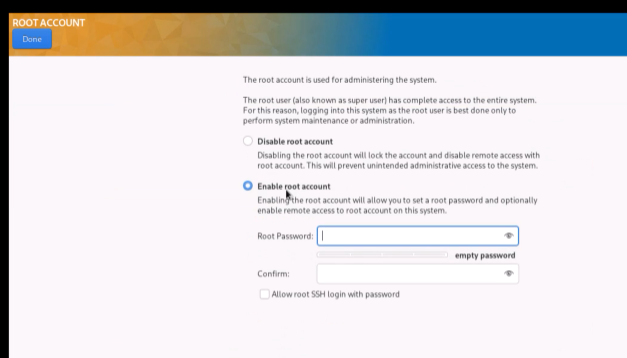 ROOT ACCOUNT
Done
The root account is used for administering the system.
The root user (also known as super user) has complete access to the entire system.
For this reason, logging into this system as the root user is best done only to
perform system maintenance or administration.
Disable root account
Disabling the root account will lock the account and disable remote access with
root account. This will prevent unintended administrative access to the system.
Enable root account
Enabling the root account will allow you to set a root password and optionally
enable remote access to root account on this system.
Root Password:
empty password
Confirm:
Allow root SSH login with password